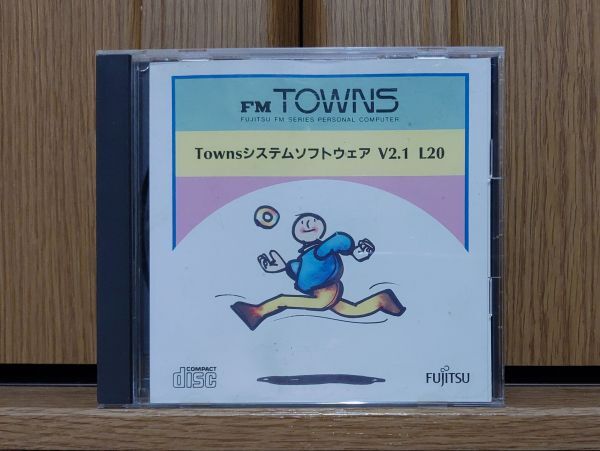 FM TOWNS
FUJITSU FM SERIES PERSONAL COMPUTER
Townsシステムソフトウェア V2.1 L20
COMPACT
disc
FUJITSU